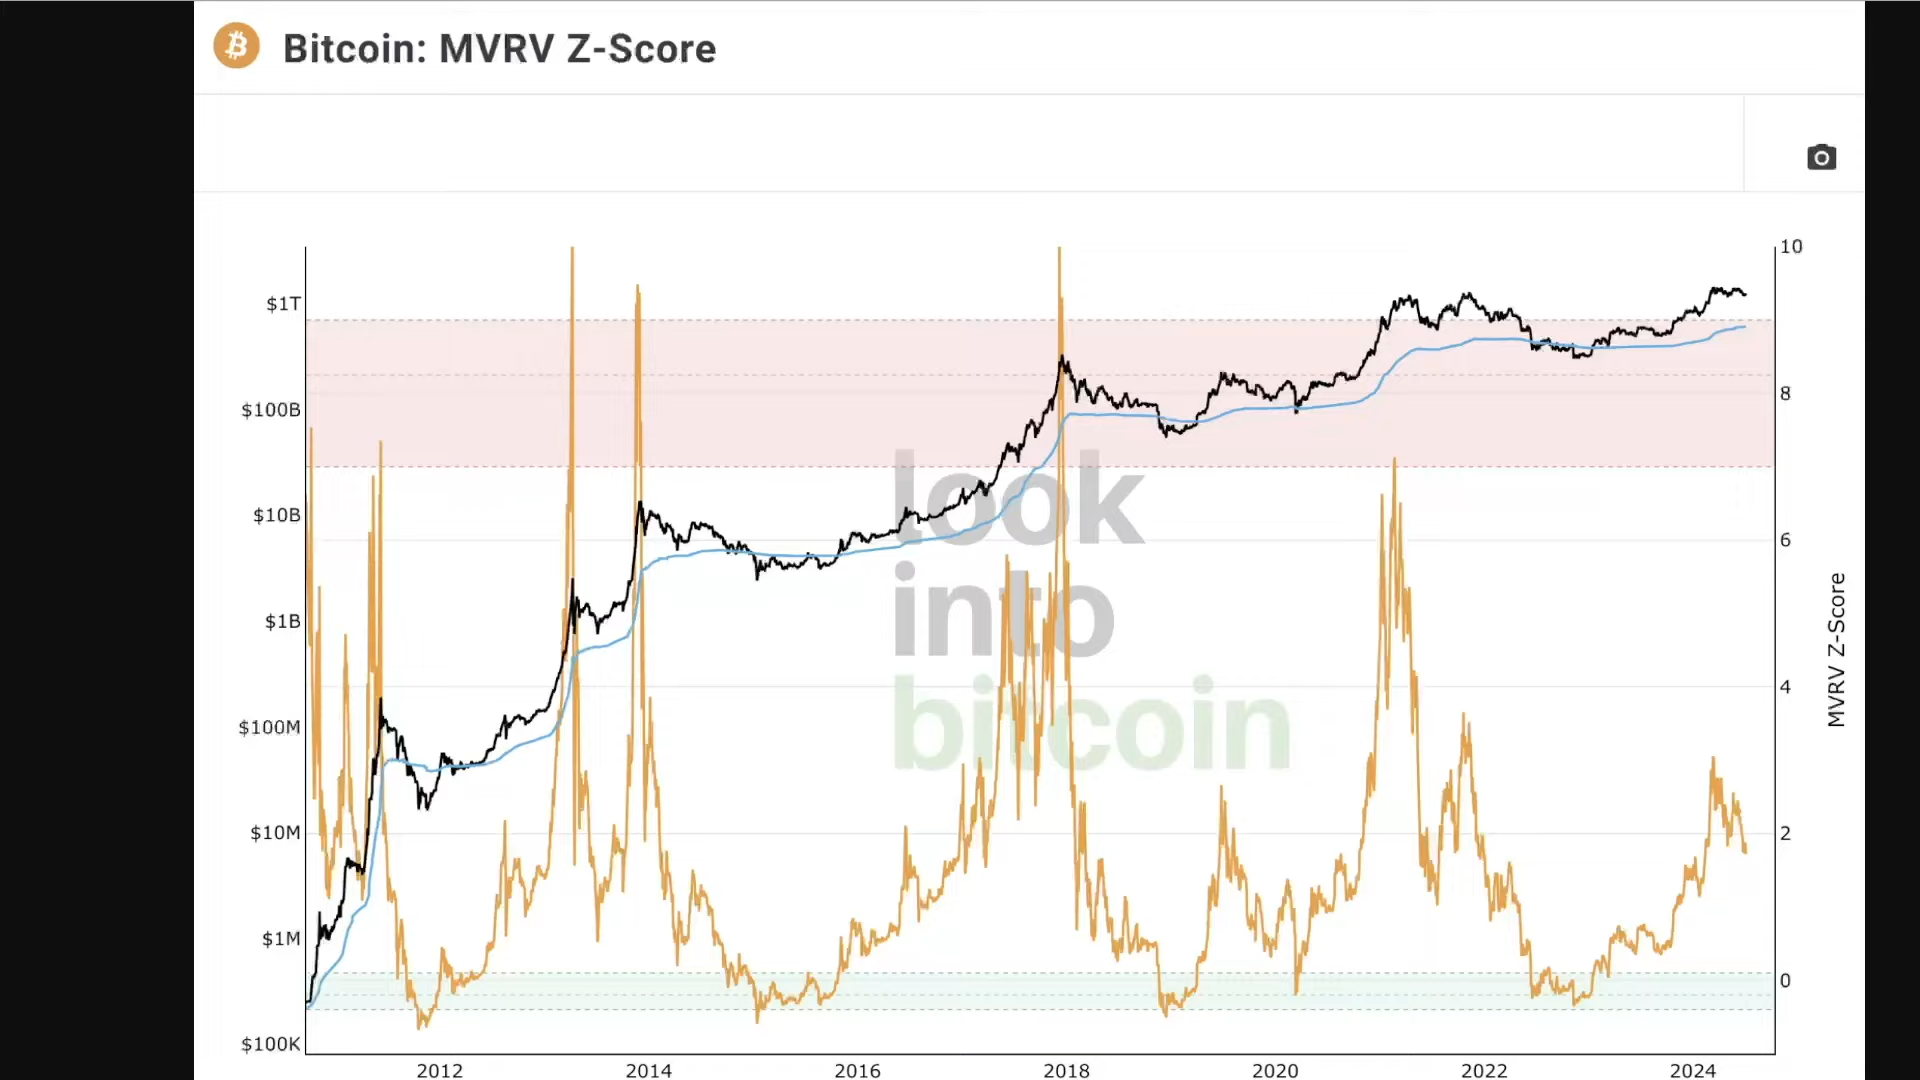 Bitcoin: MVRV Z-Score
10
$1T
8
$100B
look
$10B
6
into
$1B
MVRV Z-Score
4
bitcoin
$100M
$10M
2
$1M
0
$100K
2012 2014 2016 2018 2020 2022 2024